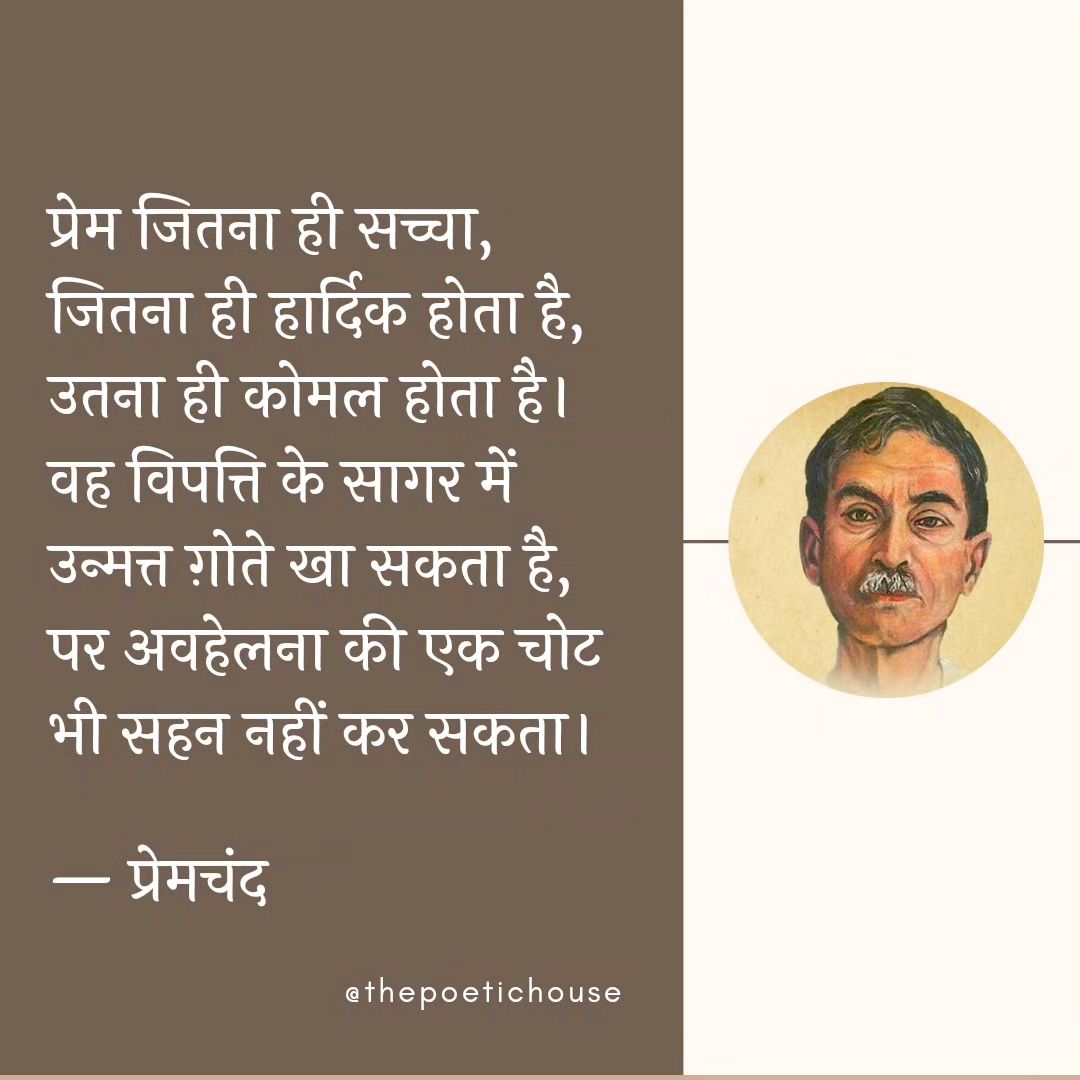 प्रेम जितना ही सच्चा,
जितना ही हार्दिक होता है,
उतना ही कोमल होता है।
वह विपत्ति के सागर में
उन्मत्त ग़ोते खा सकता है,
पर अवहेलना की एक चोट
भी सहन नहीं कर सकता।
— प्रेमचंद
@thepoetichouse